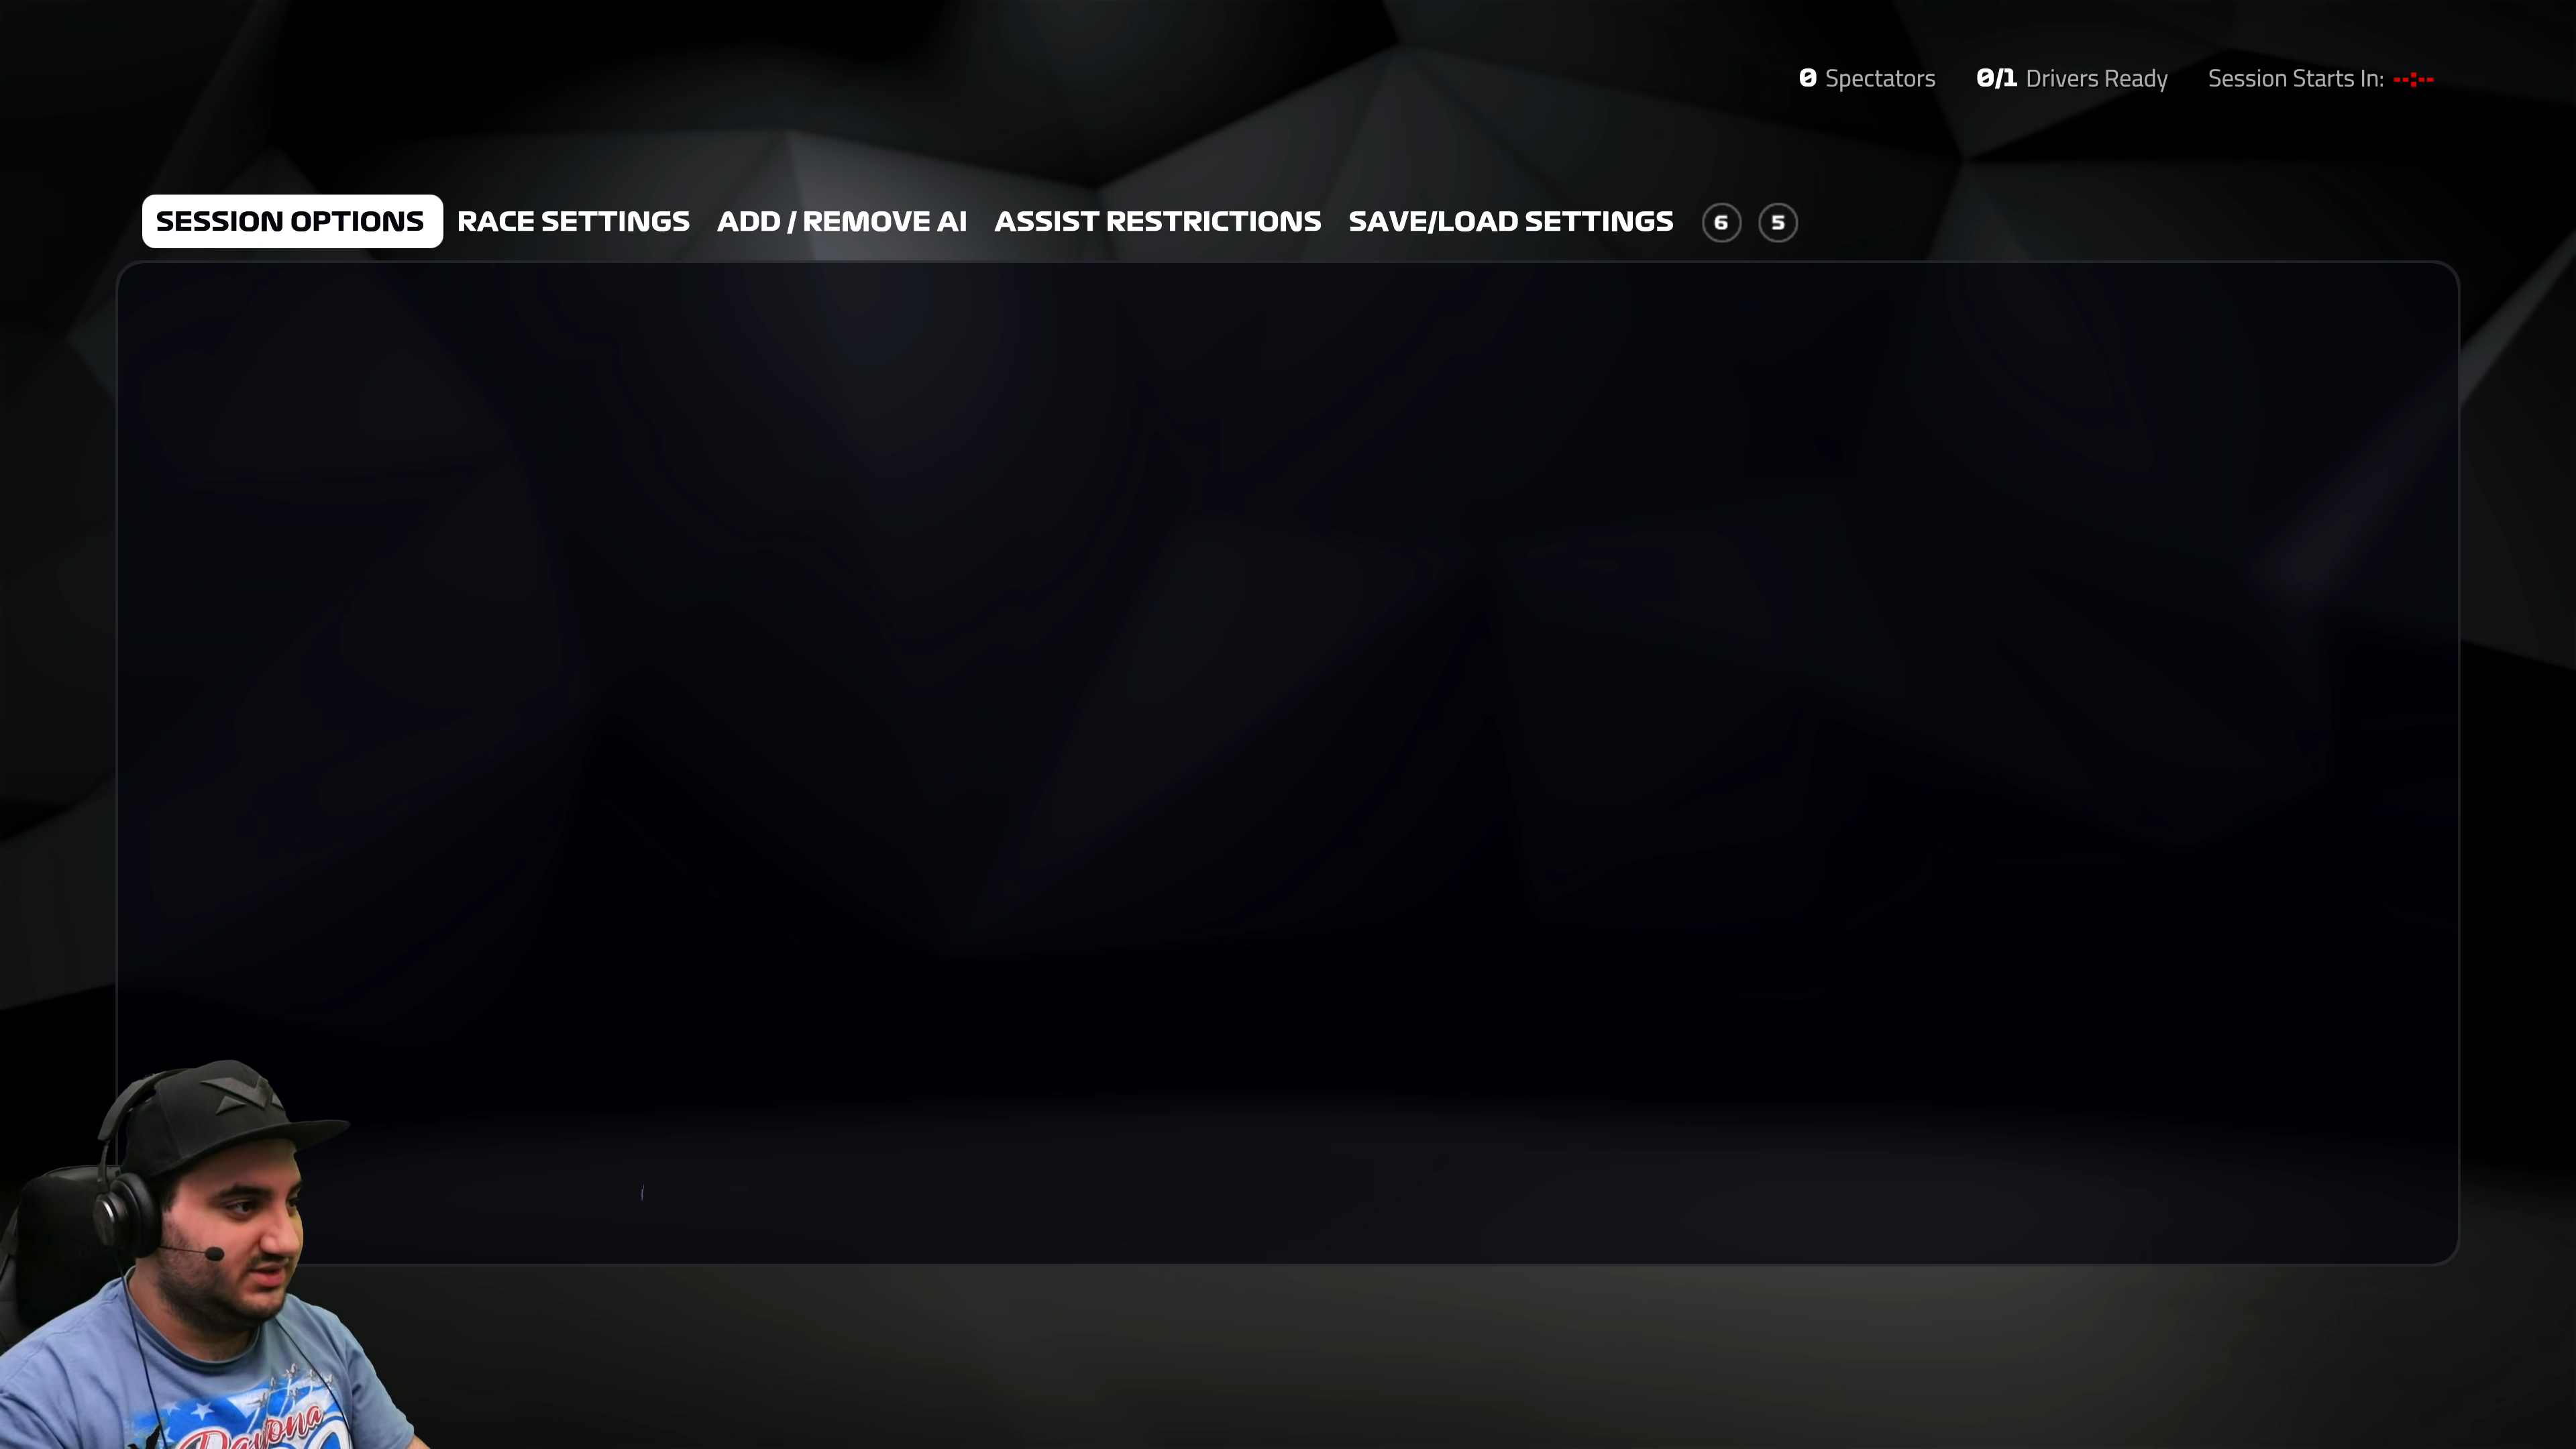 0 Spectators 0/1 Drivers Ready Session Starts In: --:--
SESSION OPTIONS RACE SETTINGS ADD / REMOVE AI ASSIST RESTRICTIONS SAVE/LOAD SETTINGS 6 5
Daytona